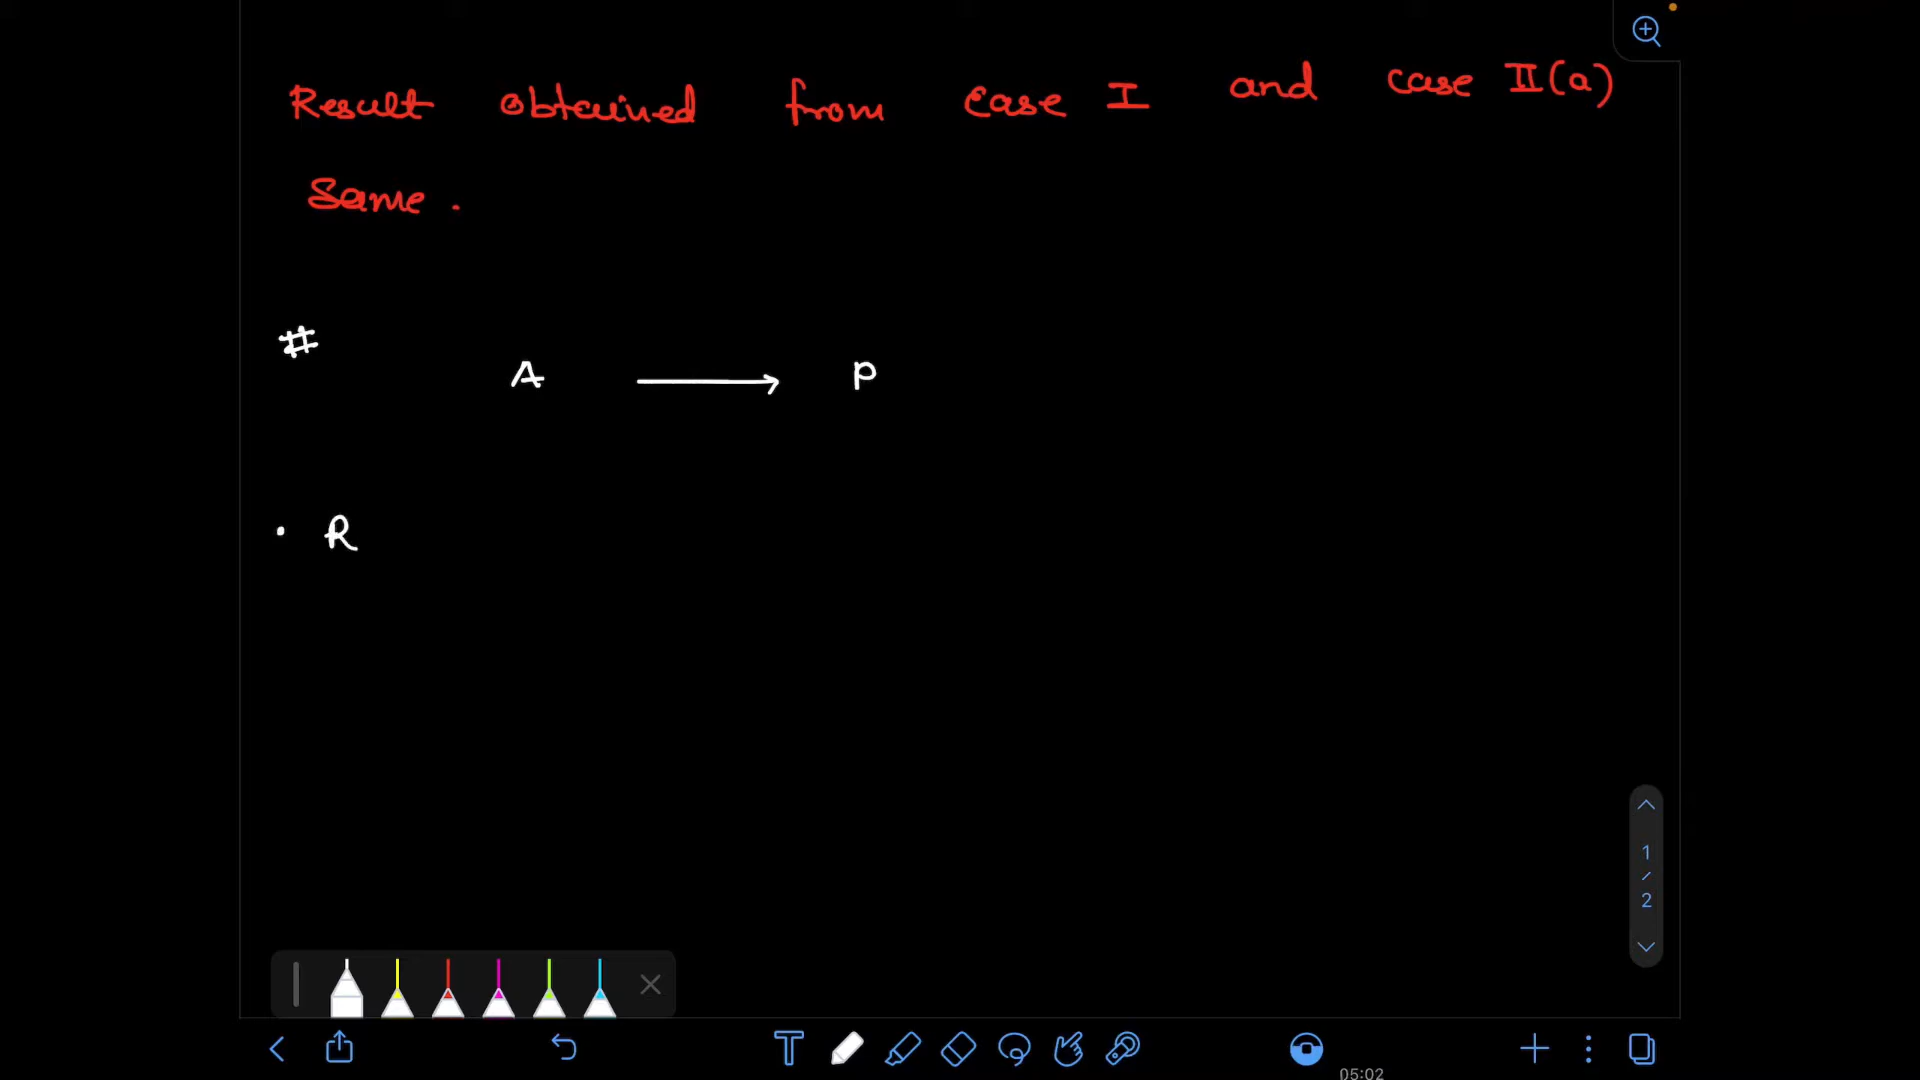 Result obtained from Case I and case II(a)
Same.
#
A → P
· R
1
/
2
05:02